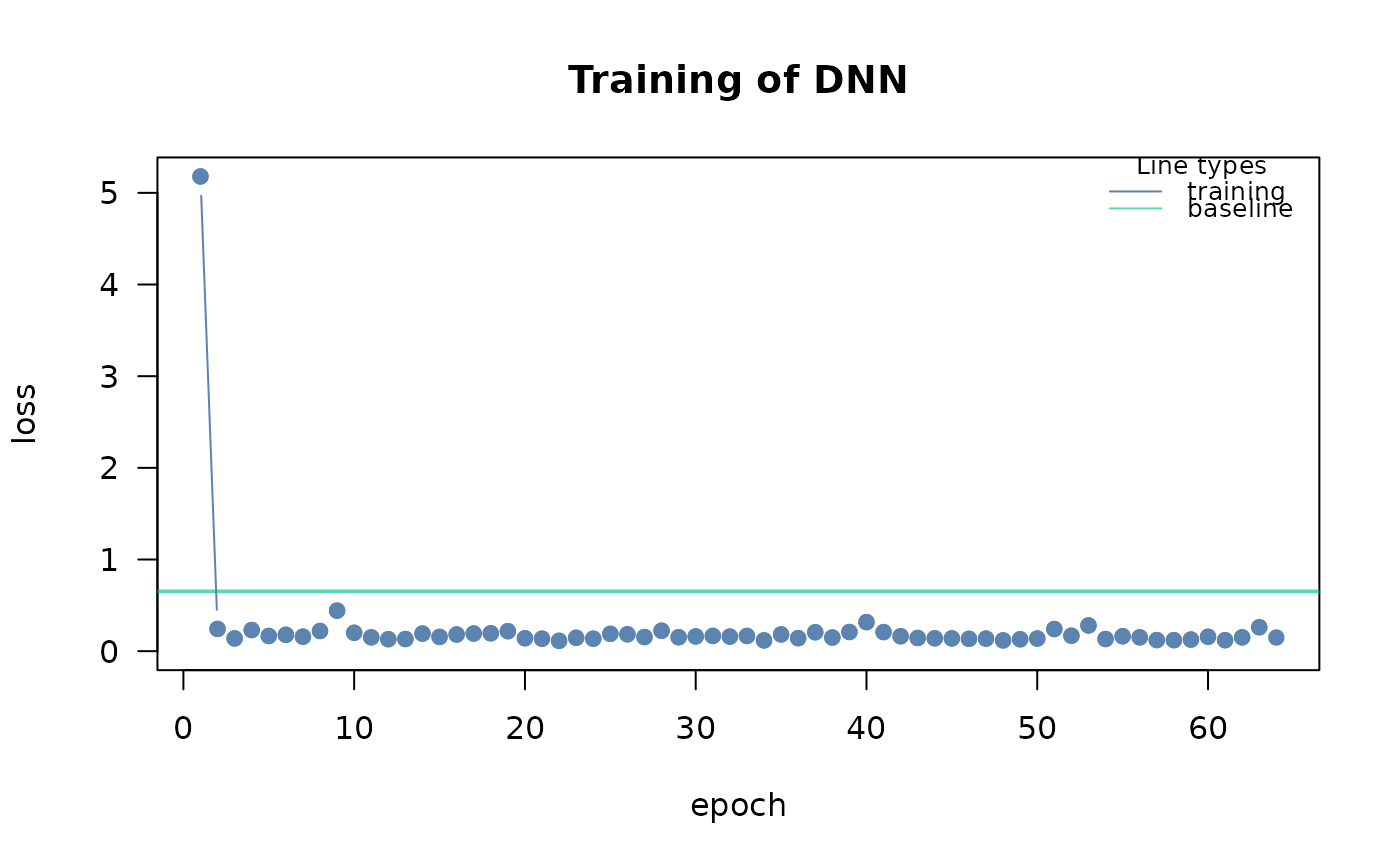 Training of DNN
Line types
training
baseline
5
4
3
2
1
0
loss
0 10 20 30 40 50 60
epoch